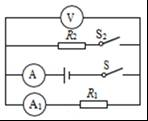 V
R₂ S₂
A S
A₁ R₁